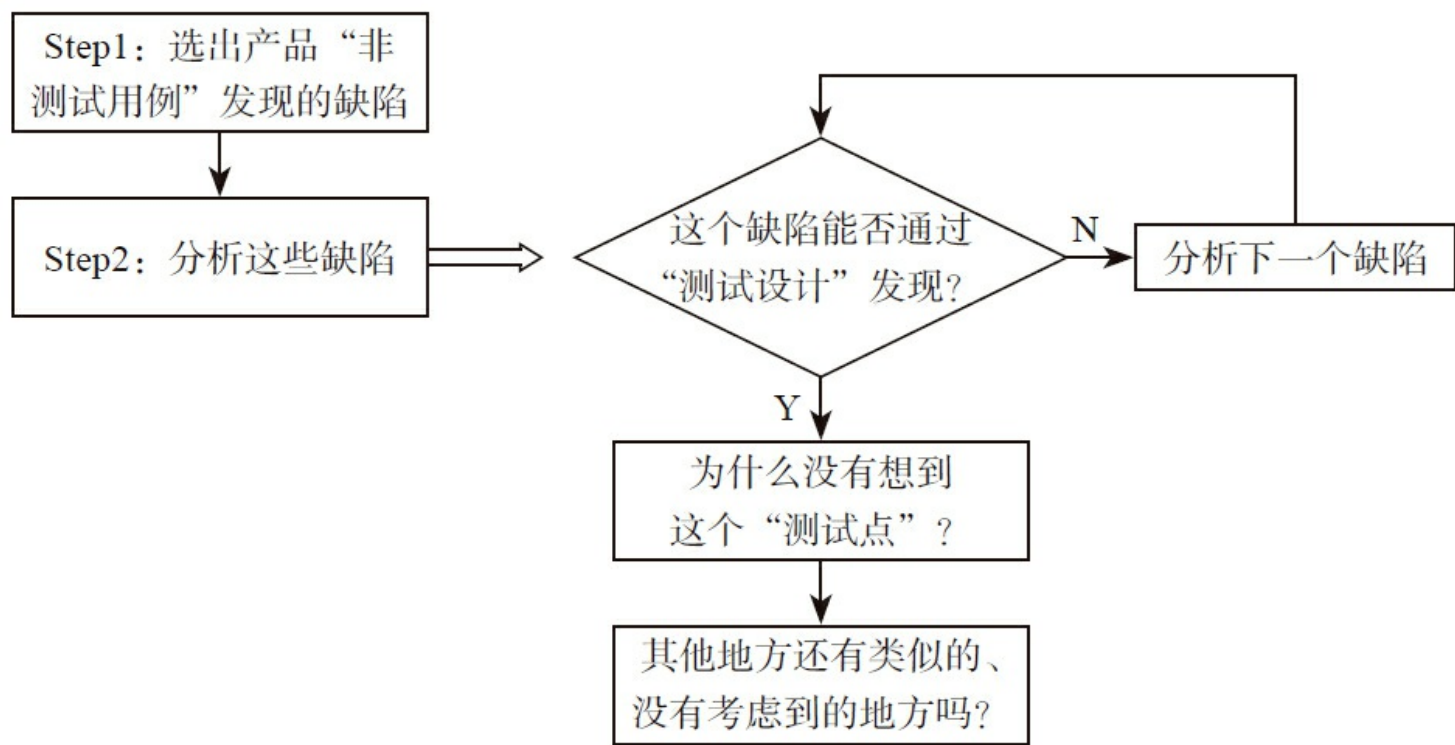 Step1：选出产品“非
测试用例”发现的缺陷
Step2：分析这些缺陷
这个缺陷能否通过
“测试设计”发现？
N
分析下一个缺陷
Y
为什么没有想到
这个“测试点”？
其他地方还有类似的、
没有考虑到的地方吗？